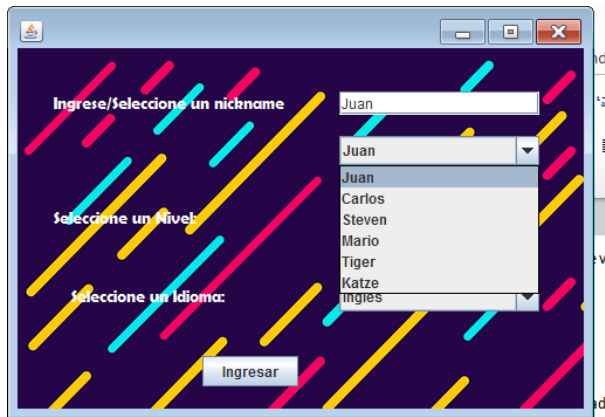 Ingrese/Seleccione un nickname
Juan
Juan
Juan
Carlos
Steven
Seleccione un Nivel:
Mario
Tiger
Katze
Seleccione un Idioma:
Ingles
Ingresar